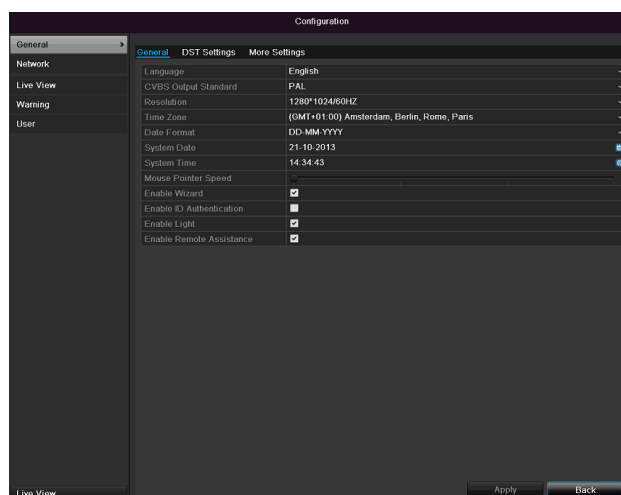 Configuration
General >
Network
Live View
Warning
User
General DST Settings More Settings
Language English
CVBS Output Standard PAL
Resolution 1280*1024/60HZ
Time Zone (GMT+01:00) Amsterdam, Berlin, Rome, Paris
Date Format DD-MM-YYYY
System Date 21-10-2013
System Time 14:34:43
Mouse Pointer Speed
Enable Wizard
Enable ID Authentication
Enable Light
Enable Remote Assistance
Live View Apply Back